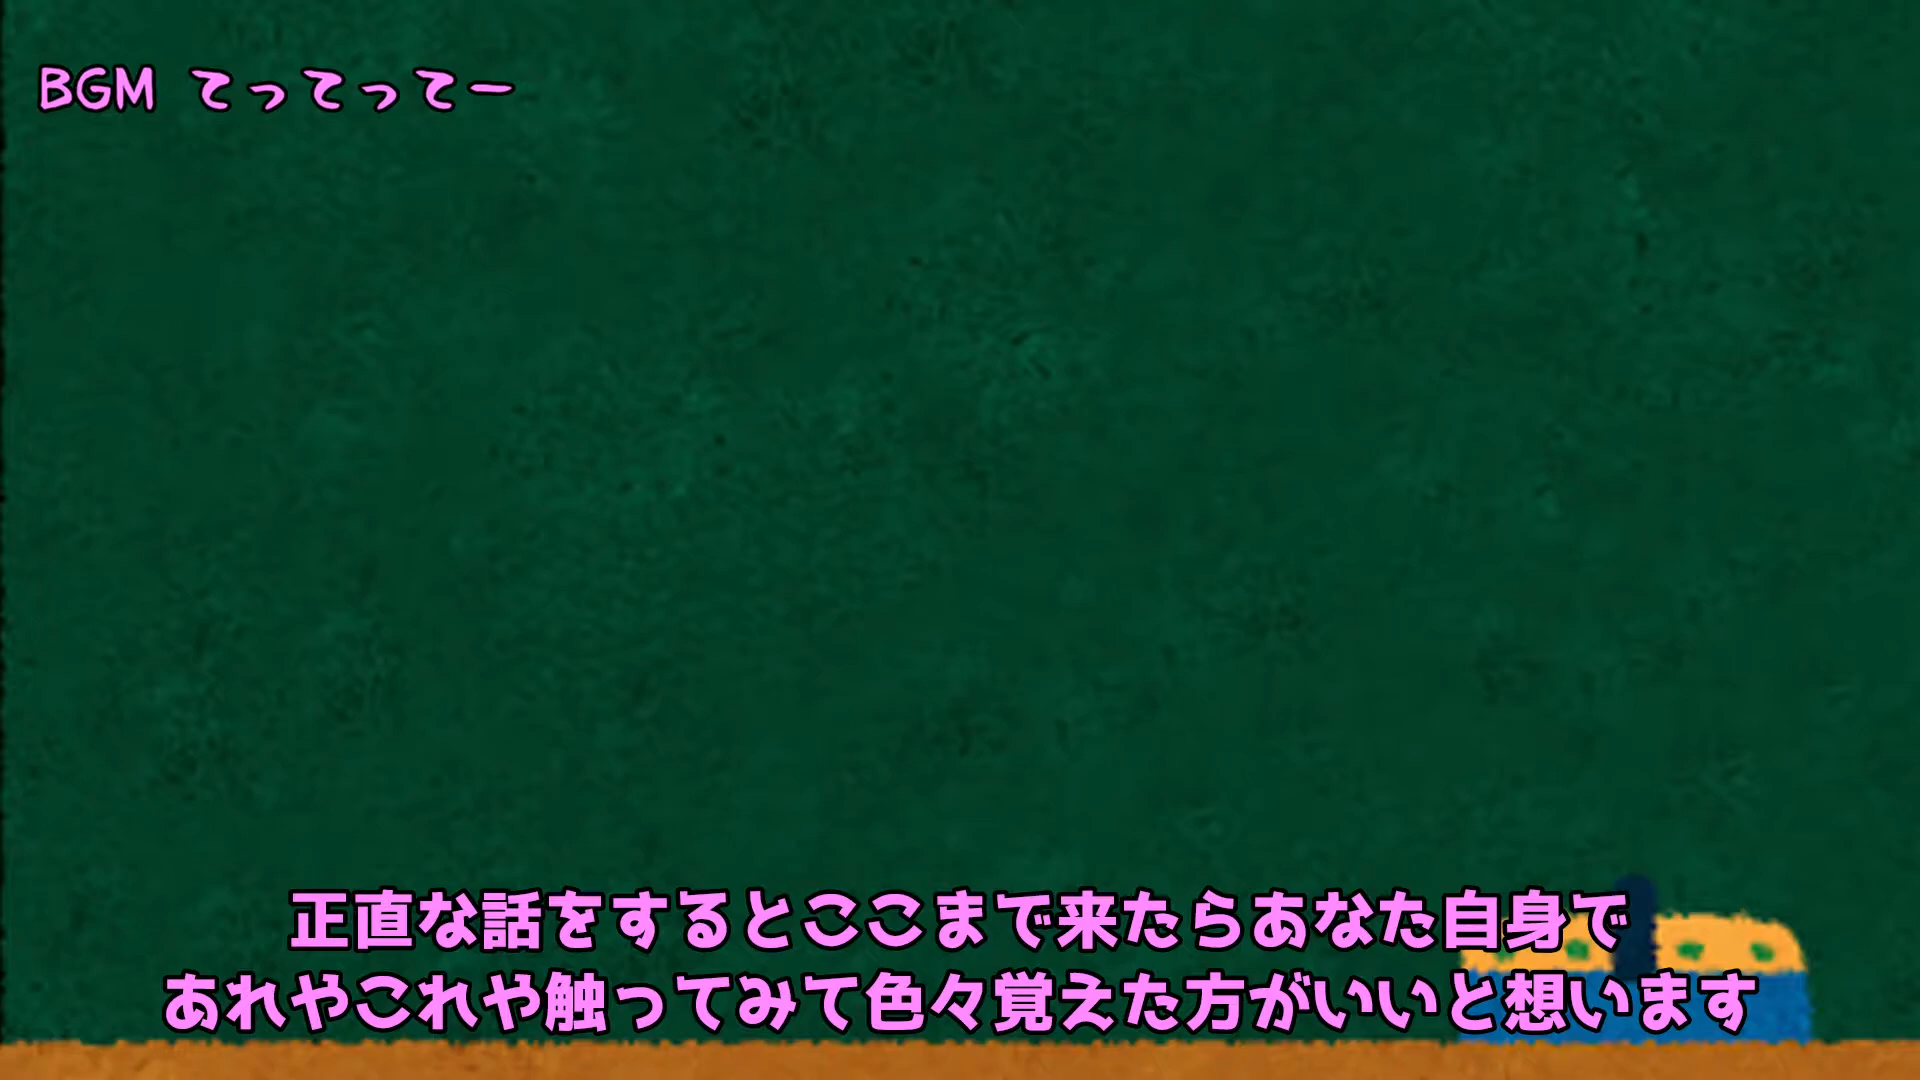 BGM てってってー
正直な話をするとここまで来たらあなた自身で
あれやこれや触ってみて色々覚えた方がいいと想います